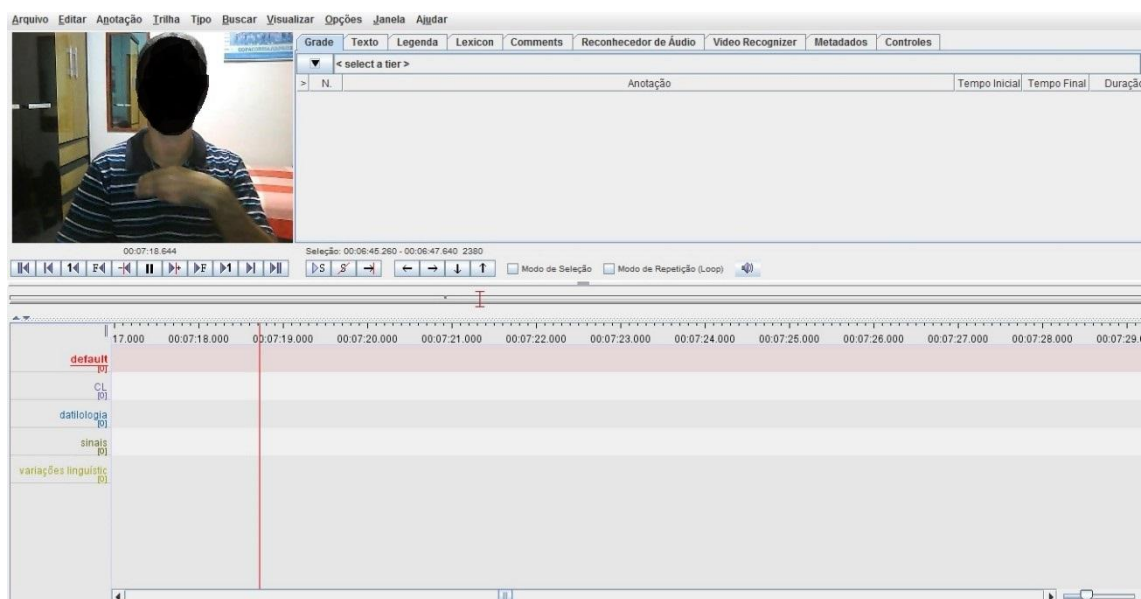 Arquivo Editar Anotação Trilha Tipo Buscar Visualizar Opções Janela Ajudar
Grade Texto Legenda Lexicon Comments Reconhecedor de Áudio Video Recognizer Metadados Controles
< select a tier >
> N. Anotação Tempo Inicial Tempo Final Duração
00:07:18.644
Seleção: 00:06:45.260 - 00:06:47.640 2380
1 F F 1 S S Modo de Seleção Modo de Repetição (Loop)
17.000 00:07:18.000 00:07:19.000 00:07:20.000 00:07:21.000 00:07:22.000 00:07:23.000 00:07:24.000 00:07:25.000 00:07:26.000 00:07:27.000 00:07:28.000 00:07:29.
default
[0]
CL
[0]
datilologia
[0]
sinais
[0]
variações linguístic
[0]